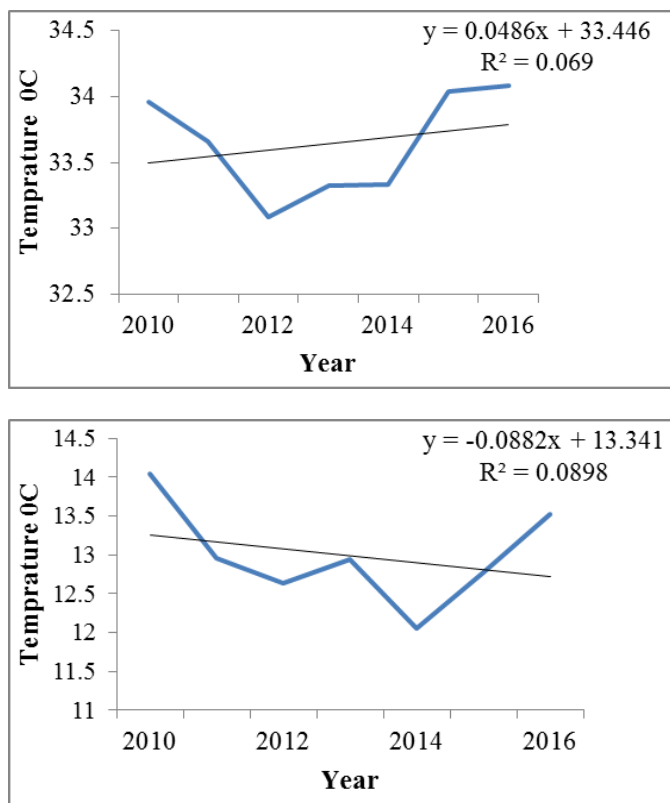 34.5
y = 0.0486x + 33.446
R² = 0.069
34
33.5
33
32.5
Temprature 0C
2010 2012 2014 2016
Year
14.5
y = -0.0882x + 13.341
R² = 0.0898
14
13.5
13
12.5
12
11.5
11
Temprature 0C
2010 2012 2014 2016
Year